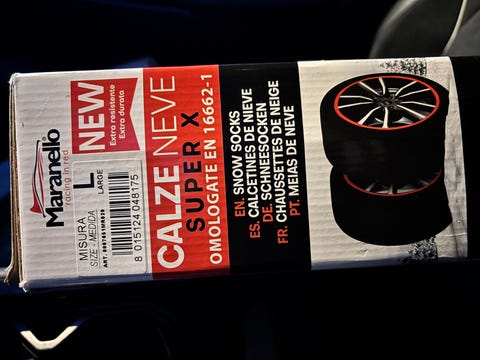 Maranello
racing in red
NEW
Extra resistente
Extra durato
MISURA
SIZE - MEDIDA
L
LARGE
8 015124 048175
CALZE NEVE
SUPER X
OMOLOGATE EN 16662-1
EN. SNOW SOCKS
ES. CALCETINES DE NIEVE
DE. SCHNEESOCKEN
FR. CHAUSSETTES DE NEIGE
PT. MEIAS DE NEVE